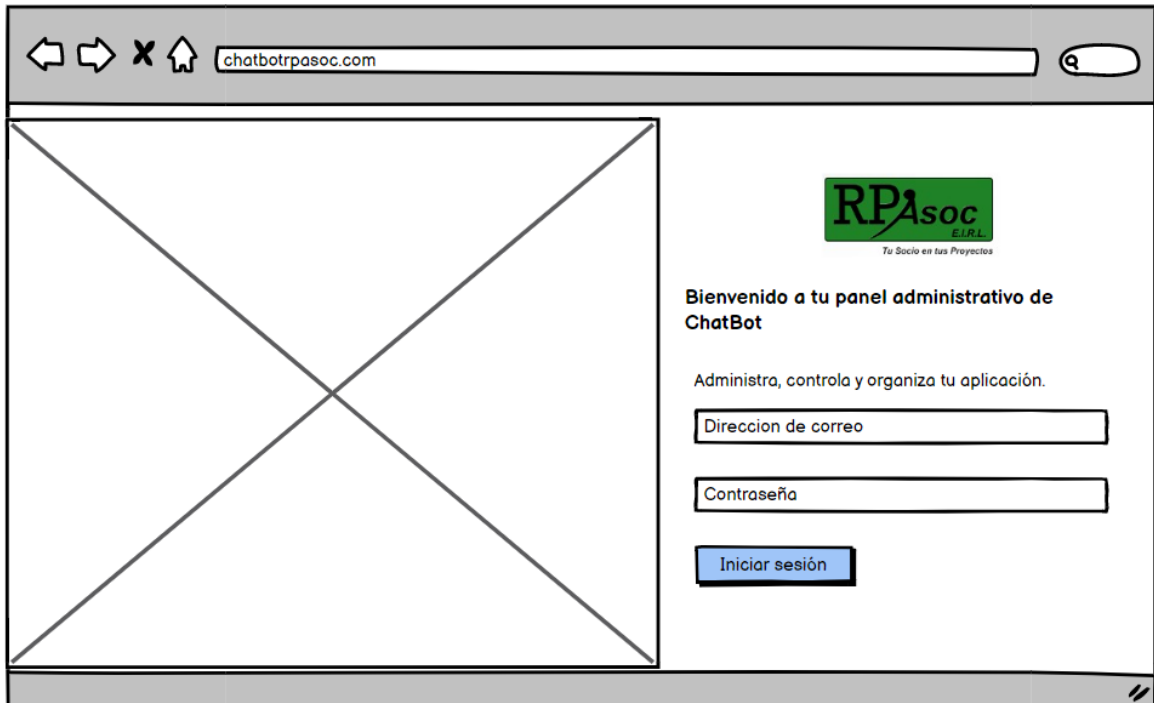 chatbotrpasoc.com
RPAsoc
E.I.R.L.
Tu Socio en tus Proyectos
Bienvenido a tu panel administrativo de
ChatBot
Administra, controla y organiza tu aplicación.
Direccion de correo
Contraseña
Iniciar sesión